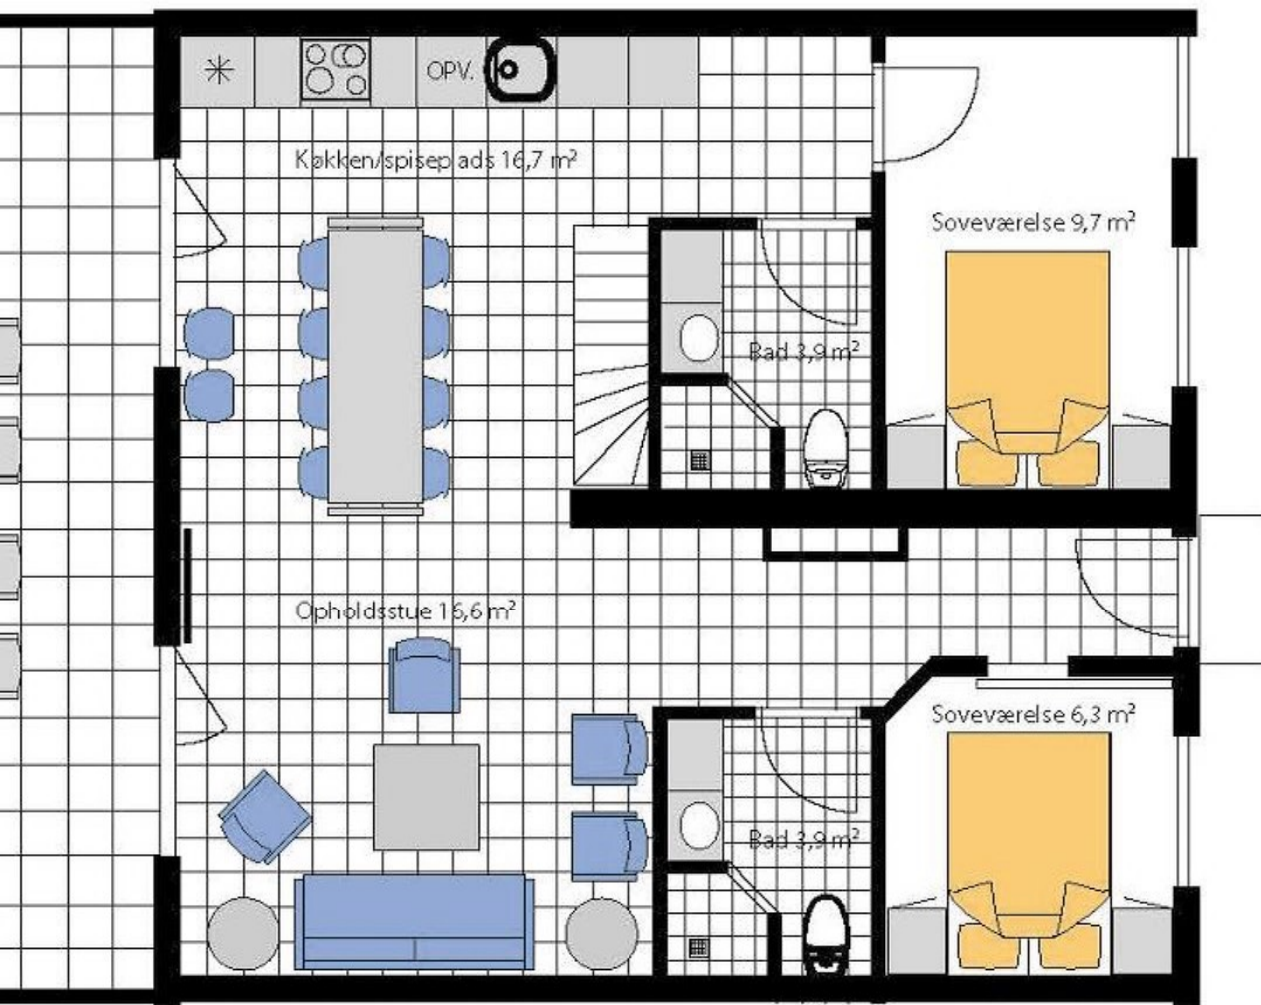 OPV.
Køkken/spiseplads 16,7 m²
Soveværelse 9,7 m²
Bad 3,9 m²
Opholdsstue 16,6 m²
Soveværelse 6,3 m²
Bad 3,9 m²